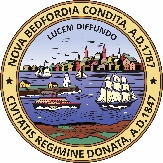 NOVA BEDFORDIA CONDITA, A.D. 1787
LUCEM DIFFUNDO
CIVITATIS REGIMINE DONATA, A.D. 1847